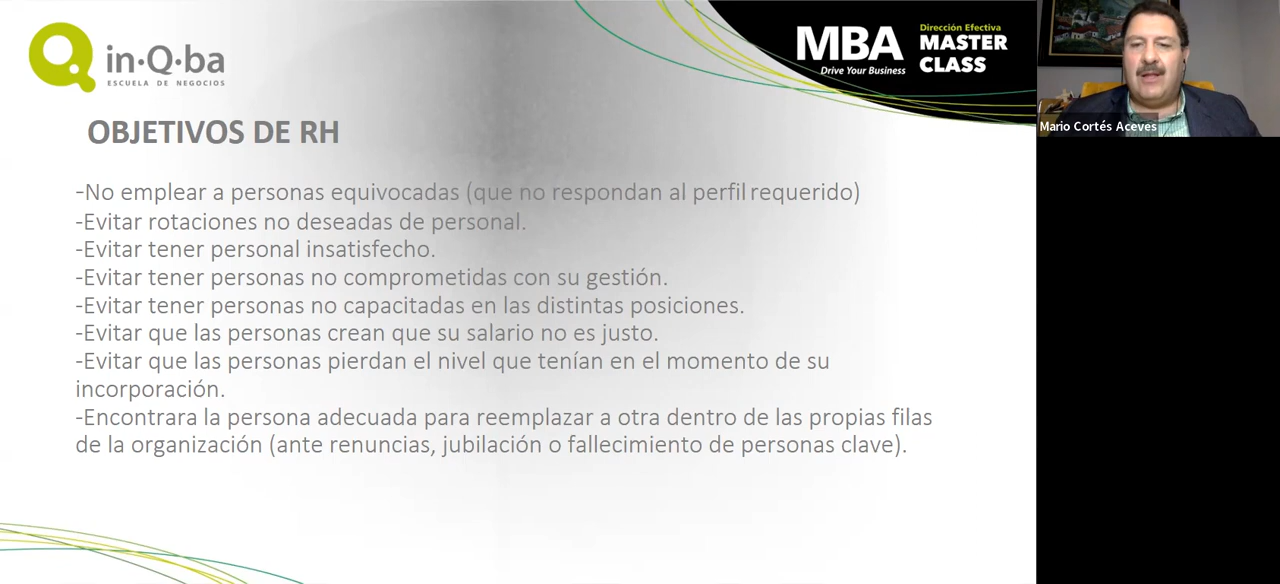 in·Q·ba
ESCUELA DE NEGOCIOS
MBA
Drive Your Business
Dirección Efectiva
MASTER
CLASS
Mario Cortés Aceves
OBJETIVOS DE RH
-No emplear a personas equivocadas (que no respondan al perfil requerido)
-Evitar rotaciones no deseadas de personal.
-Evitar tener personal insatisfecho.
-Evitar tener personas no comprometidas con su gestión.
-Evitar tener personas no capacitadas en las distintas posiciones.
-Evitar que las personas crean que su salario no es justo.
-Evitar que las personas pierdan el nivel que tenían en el momento de su
incorporación.
-Encontrara la persona adecuada para reemplazar a otra dentro de las propias filas
de la organización (ante renuncias, jubilación o fallecimiento de personas clave).